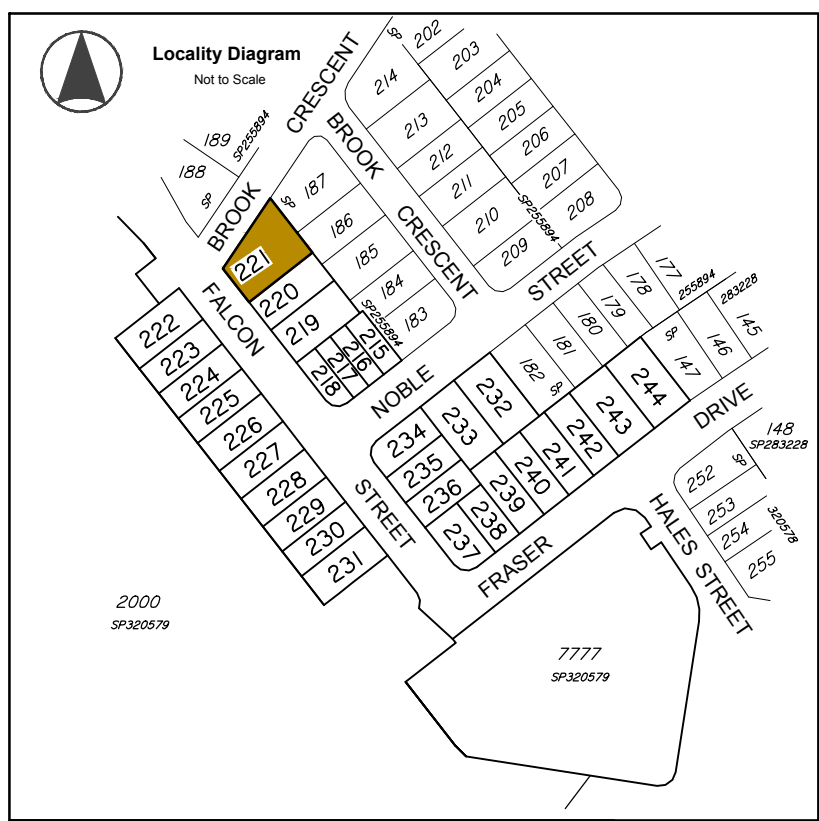 Locality Diagram
Not to Scale
CRESCENT
BROOK
BROOK
CRESCENT
FALCON
STREET
NOBLE
STREET
FRASER
DRIVE
HALES STREET
SP
202
203
204
205
206
207
208
214
213
212
211
210
209
SP255894
189
SP255894
188
SP
SP
187
186
185
184
183
SP255894
221
220
219
218
217
216
215
222
223
224
225
226
227
228
229
230
231
177
178
179
180
181
182
SP
255894
283228
SP
145
146
147
232
233
234
235
236
237
238
239
240
241
242
243
244
148
SP283228
252
SP
253
254
255
320578
2000
SP320579
7777
SP320579